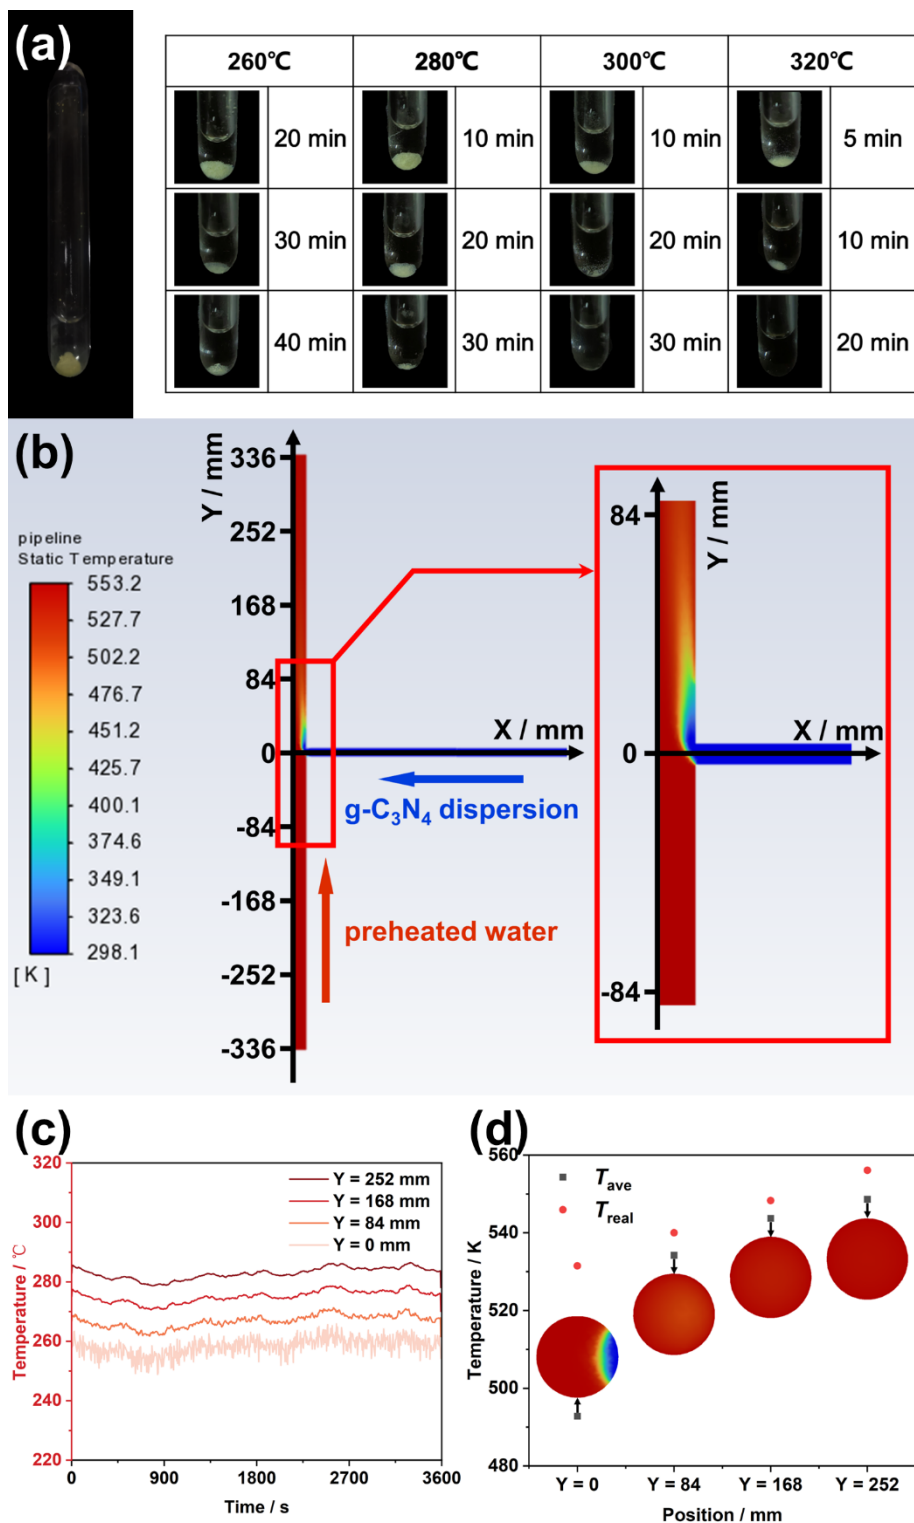 (a)
260℃ 280℃ 300℃ 320℃
20 min 10 min 10 min 5 min
30 min 20 min 20 min 10 min
40 min 30 min 30 min 20 min
(b)
pipeline
Static Temperature
553.2
527.7
502.2
476.7
451.2
425.7
400.1
374.6
349.1
323.6
298.1
[ K ]
Y / mm
336
252
168
84
0
-84
-168
-252
-336
X / mm
g-C₃N₄ dispersion
preheated water
84
Y / mm
X / mm
0
-84
(c)
Temperature / ℃
320
300
280
260
240
220
Y = 252 mm
Y = 168 mm
Y = 84 mm
Y = 0 mm
0 900 1800 2700 3600
Time / s
(d)
Temperature / K
560
540
520
500
480
Tave
Treal
Y = 0 Y = 84 Y = 168 Y = 252
Position / mm